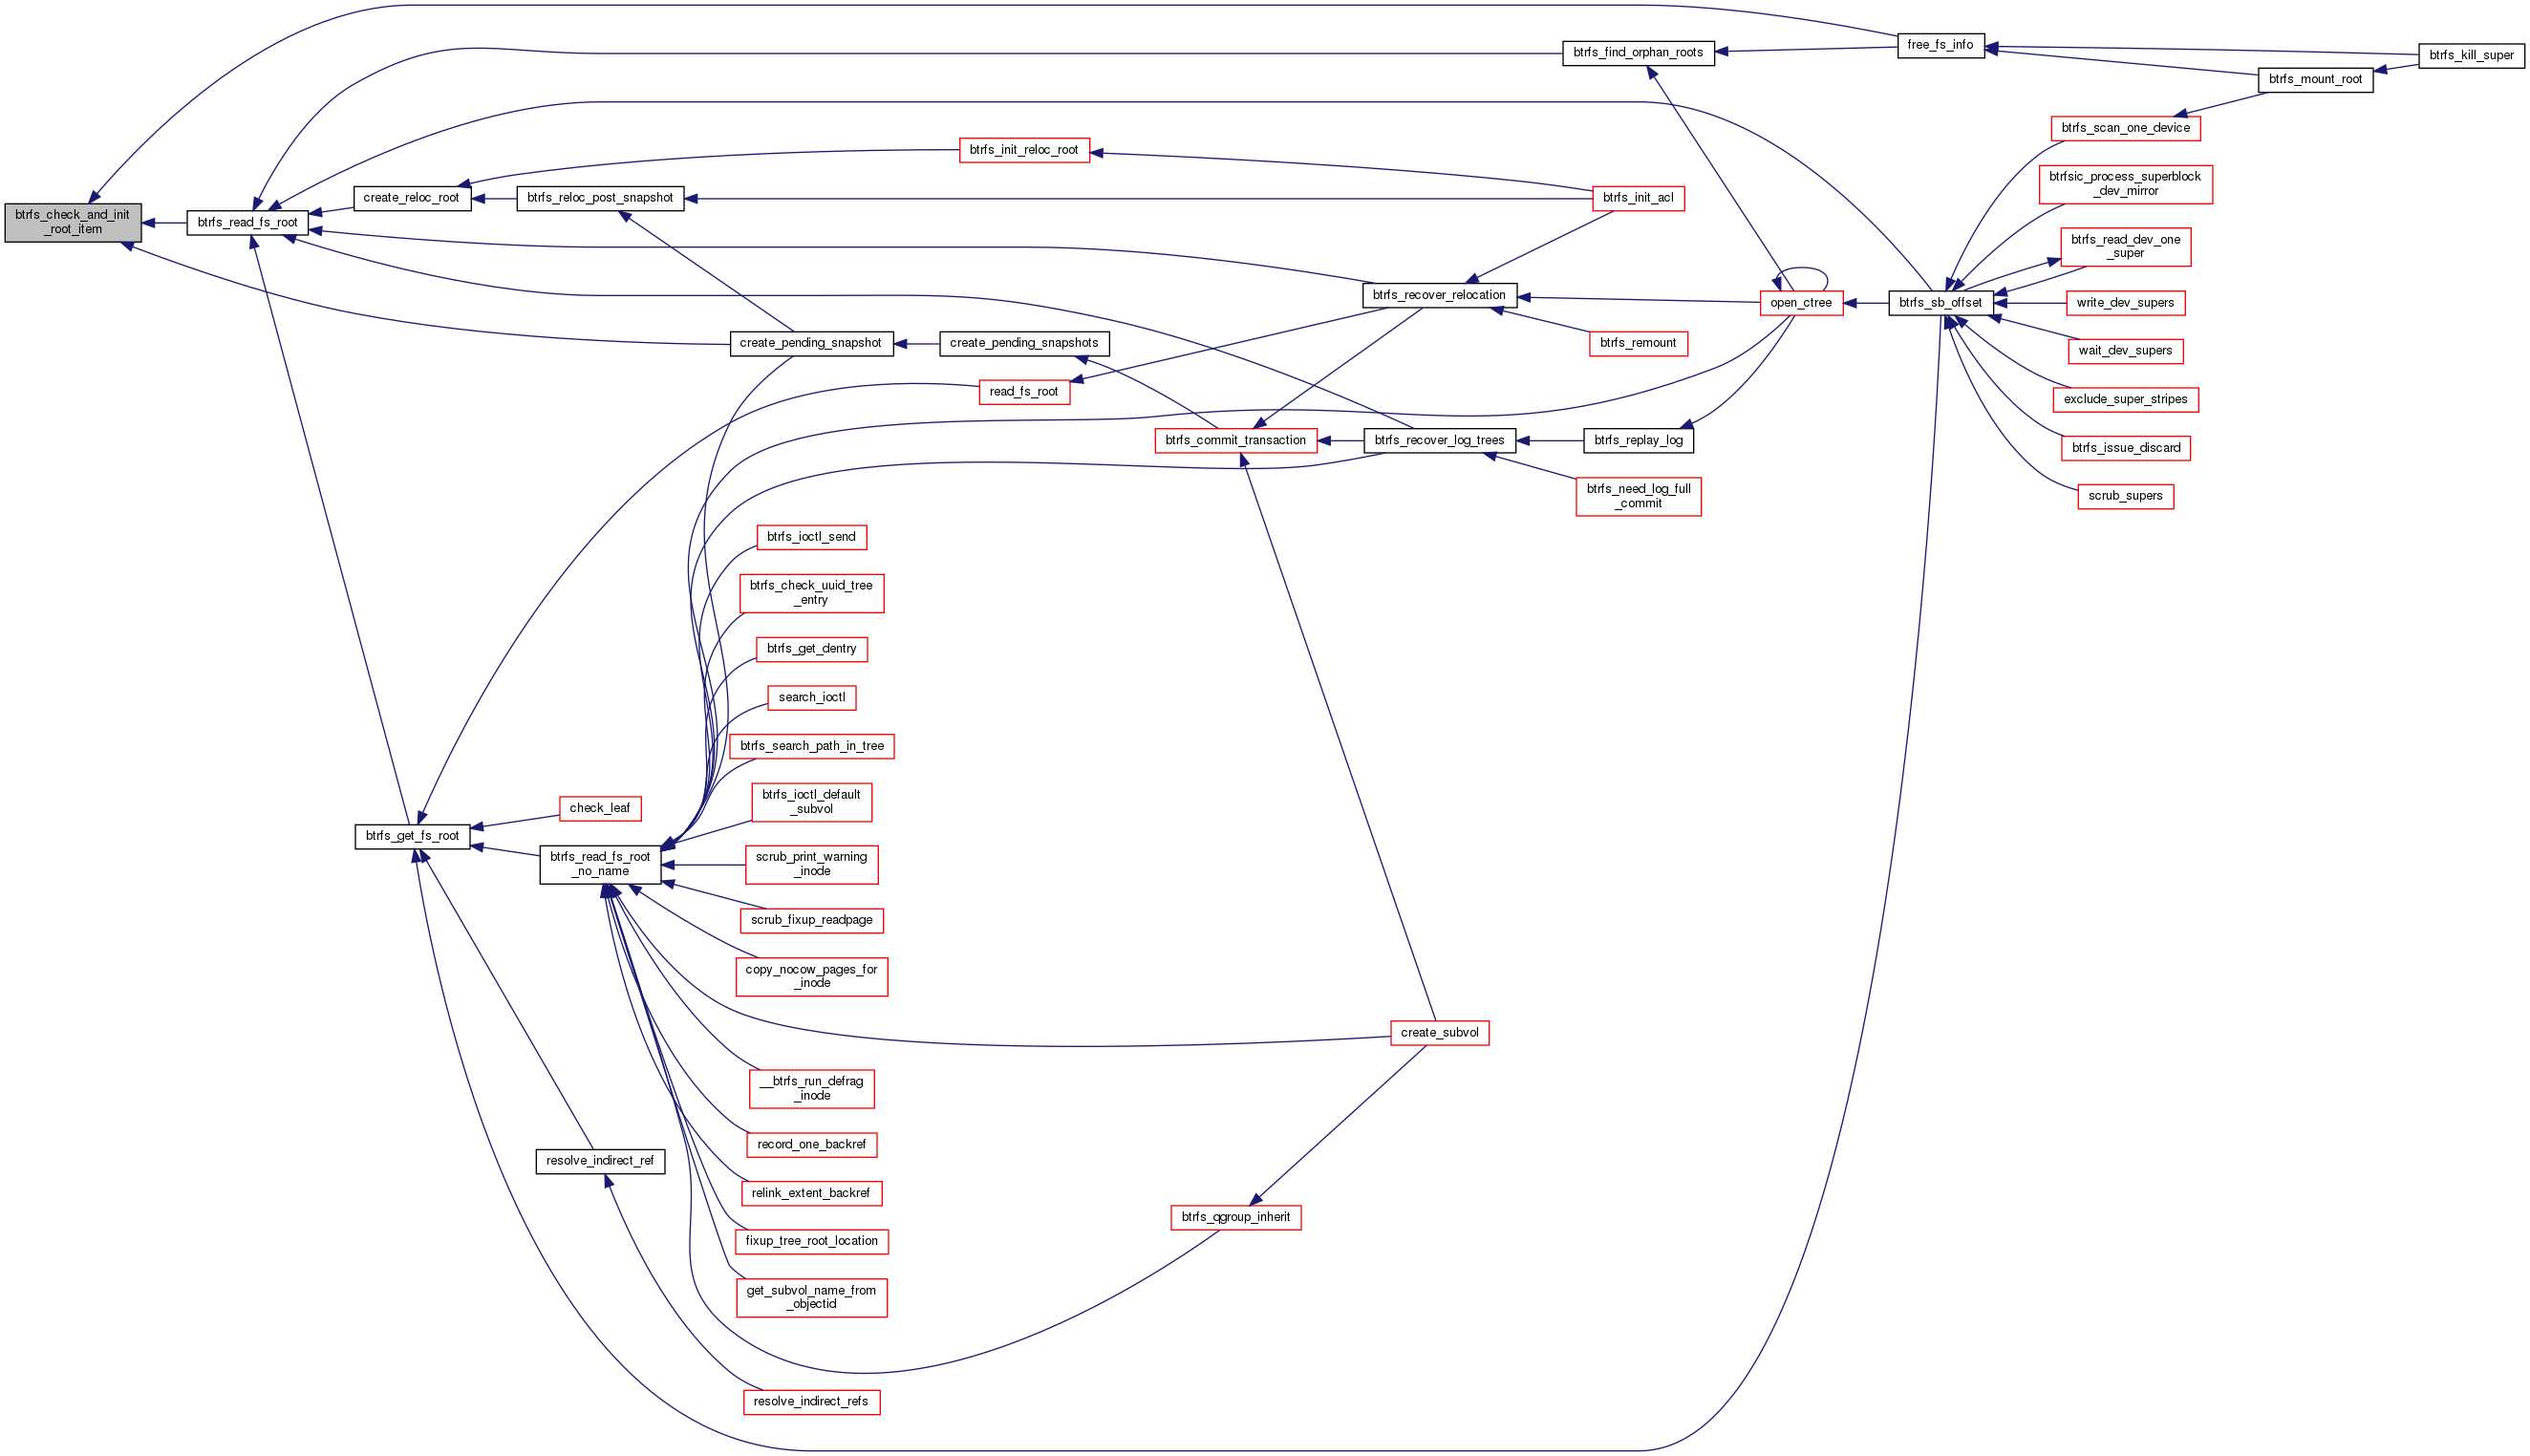 btrfs_check_and_init
_root_item
btrfs_read_fs_root
create_reloc_root
btrfs_get_fs_root
btrfs_reloc_post_snapshot
check_leaf
btrfs_read_fs_root
_no_name
resolve_indirect_ref
create_pending_snapshot
btrfs_ioctl_send
btrfs_check_uuid_tree
_entry
btrfs_get_dentry
search_ioctl
btrfs_search_path_in_tree
btrfs_ioctl_default
_subvol
scrub_print_warning
_inode
scrub_fixup_readpage
copy_nocow_pages_for
_inode
__btrfs_run_defrag
_inode
record_one_backref
relink_extent_backref
fixup_tree_root_location
get_subvol_name_from
_objectid
resolve_indirect_refs
btrfs_init_reloc_root
create_pending_snapshots
read_fs_root
btrfs_commit_transaction
btrfs_qgroup_inherit
btrfs_recover_relocation
btrfs_recover_log_trees
create_subvol
btrfs_find_orphan_roots
btrfs_init_acl
btrfs_remount
btrfs_replay_log
btrfs_need_log_full
_commit
open_ctree
free_fs_info
btrfs_sb_offset
btrfs_scan_one_device
btrfsic_process_superblock
_dev_mirror
btrfs_read_dev_one
_super
write_dev_supers
wait_dev_supers
exclude_super_stripes
btrfs_issue_discard
scrub_supers
btrfs_mount_root
btrfs_kill_super